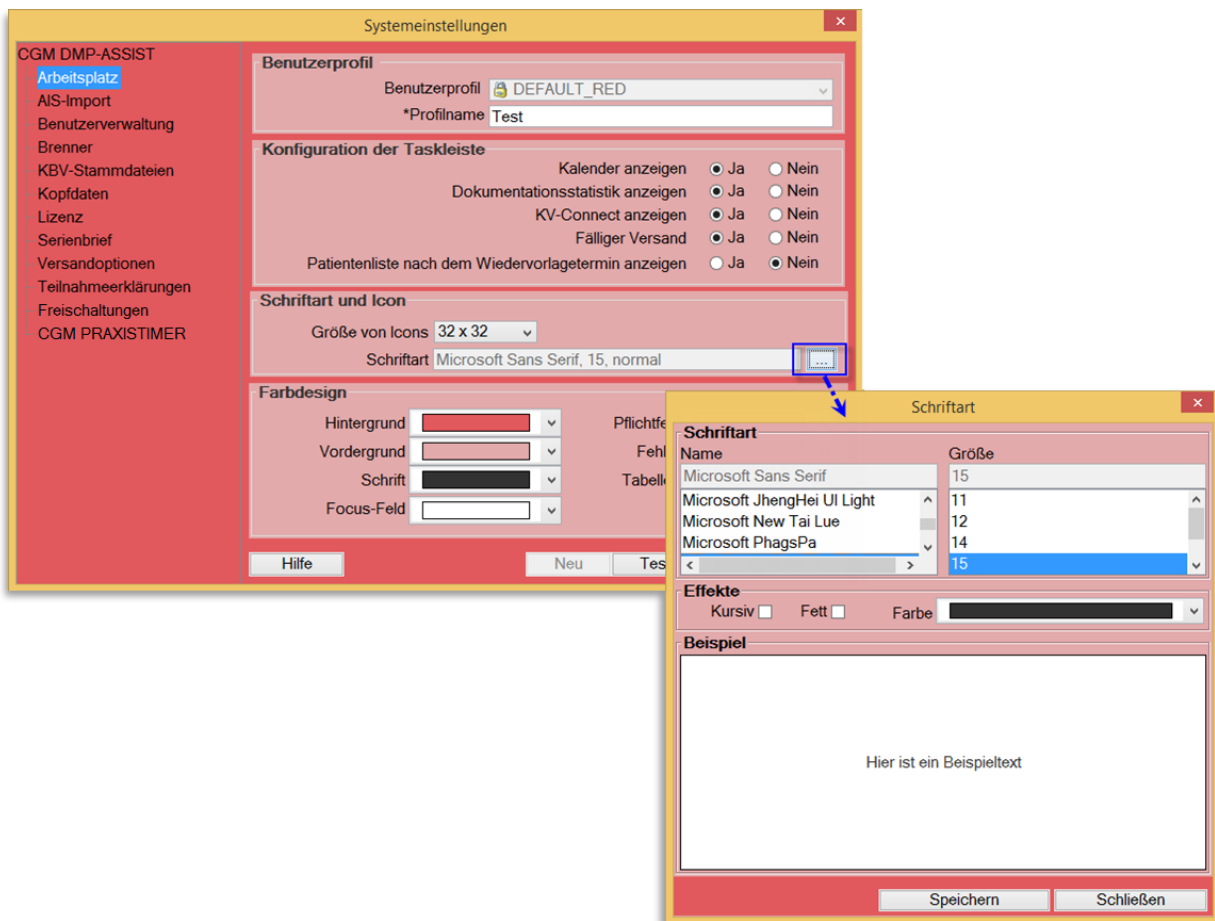 Systemeinstellungen
CGM DMP-ASSIST
Arbeitsplatz
AIS-Import
Benutzerverwaltung
Brenner
KBV-Stammdateien
Kopfdaten
Lizenz
Serienbrief
Versandoptionen
Teilnahmeerklärungen
Freischaltungen
CGM PRAXISTIMER
Benutzerprofil
Benutzerprofil DEFAULT_RED
*Profilname Test
Konfiguration der Taskleiste
Kalender anzeigen Ja Nein
Dokumentationsstatistik anzeigen Ja Nein
KV-Connect anzeigen Ja Nein
Fälliger Versand Ja Nein
Patientenliste nach dem Wiedervorlagetermin anzeigen Ja Nein
Schriftart und Icon
Größe von Icons 32 x 32
Schriftart Microsoft Sans Serif, 15, normal ...
Farbdesign
Hintergrund Pflichtfe
Vordergrund Fehl
Schrift Tabelle
Focus-Feld
Hilfe Neu Tes
Schriftart
Schriftart
Name Größe
Microsoft Sans Serif 15
Microsoft JhengHei UI Light 11
Microsoft New Tai Lue 12
Microsoft PhagsPa 14
15
Effekte
Kursiv Fett Farbe
Beispiel
Hier ist ein Beispieltext
Speichern Schließen